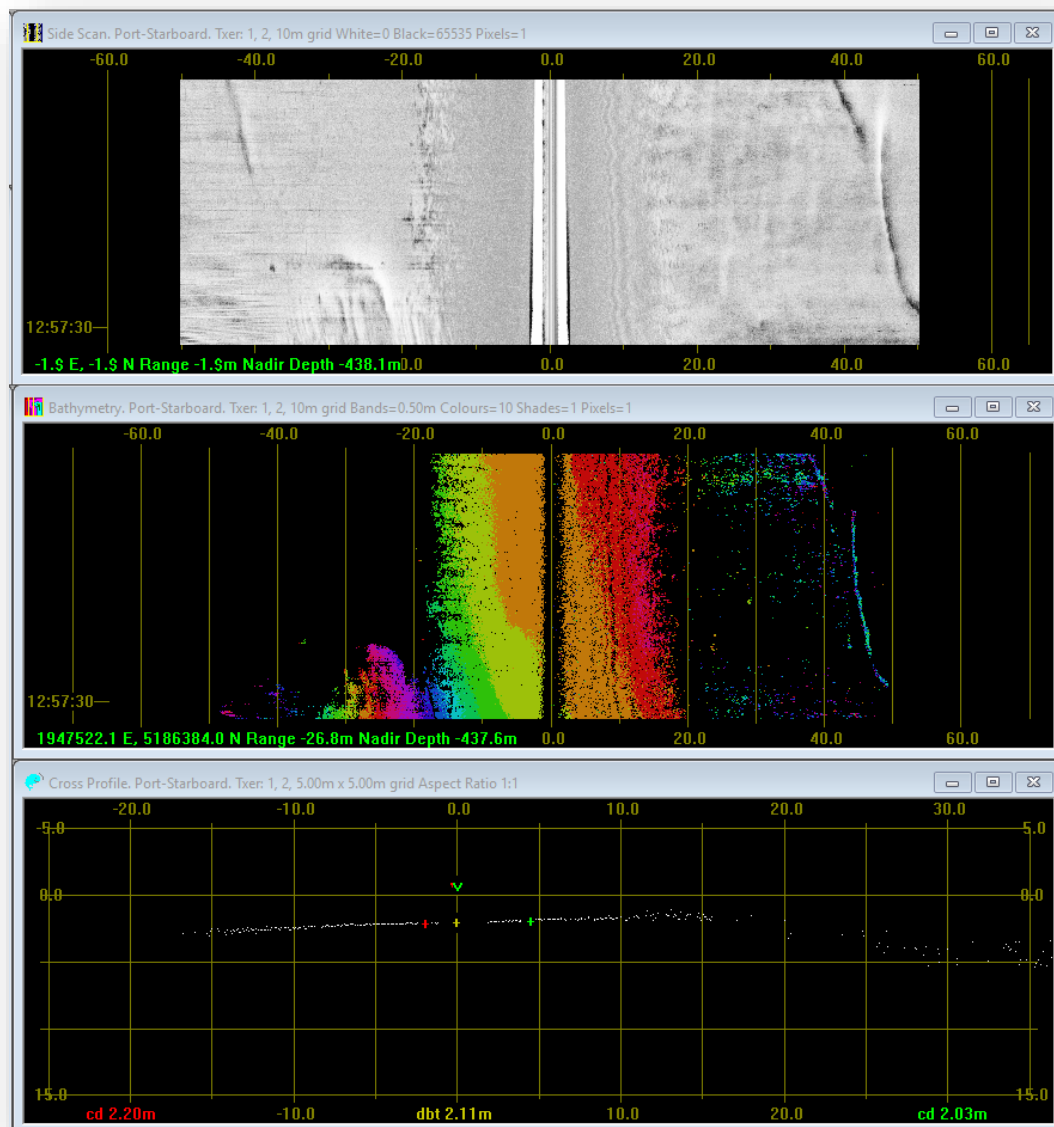 Side Scan. Port-Starboard. Txer: 1, 2, 10m grid White=0 Black=65535 Pixels=1
-60.0 -40.0 -20.0 0.0 20.0 40.0 60.0
12:57:30
-1.$ E, -1.$ N Range -1.$m Nadir Depth -438.1m 0.0 20.0 40.0 60.0
Bathymetry. Port-Starboard. Txer: 1, 2, 10m grid Bands=0.50m Colours=10 Shades=1 Pixels=1
-60.0 -40.0 -20.0 0.0 20.0 40.0 60.0
12:57:30
1947522.1 E, 5186384.0 N Range -26.8m Nadir Depth -437.6m 0.0 20.0 40.0 60.0
Cross Profile. Port-Starboard. Txer: 1, 2, 5.00m x 5.00m grid Aspect Ratio 1:1
-20.0 -10.0 0.0 10.0 20.0 30.0
-5.0 5.0
0.0 0.0
15.0 15.0
cd 2.20m -10.0 dbt 2.11m 10.0 20.0 cd 2.03m